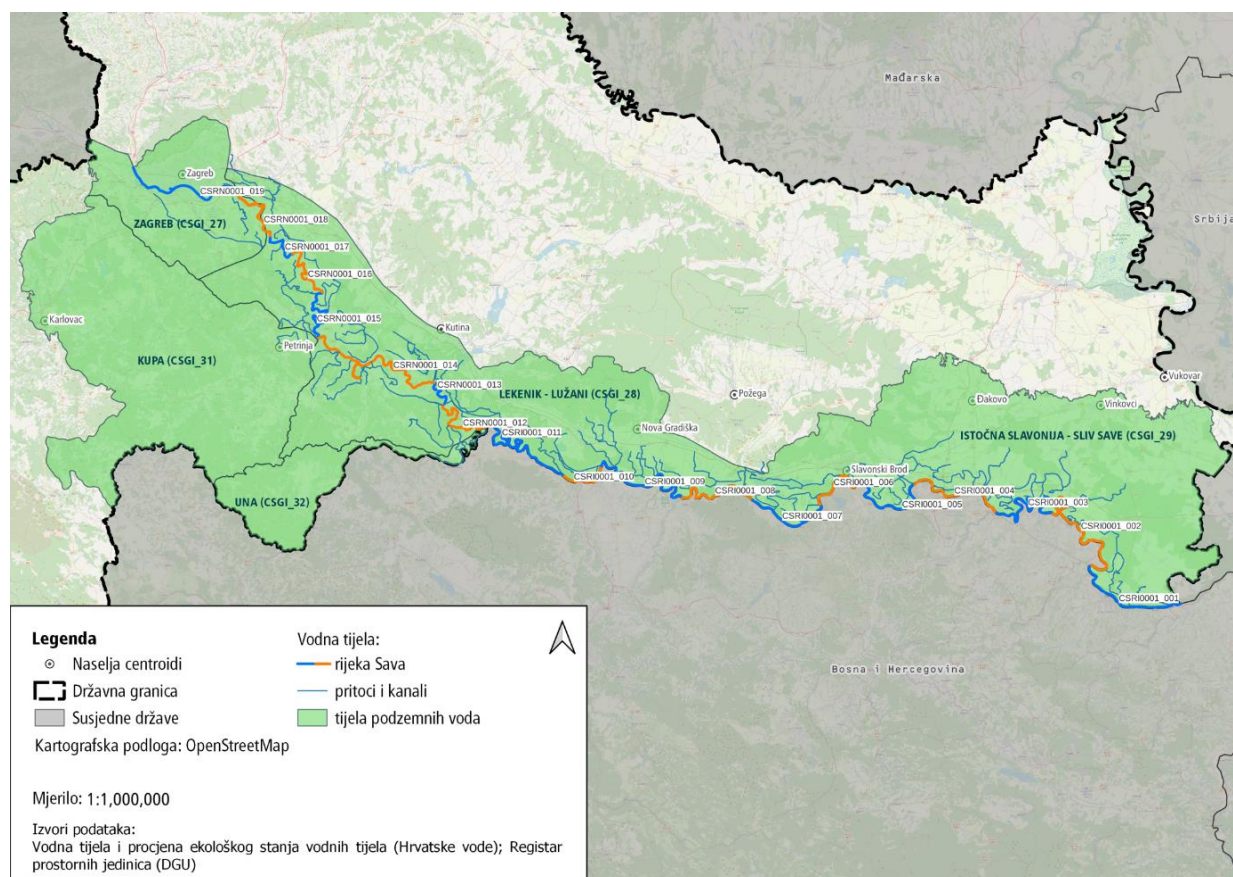 Mađarska
Srbija
Zagreb
CSRN0001_019
ZAGREB (CSGI_27)
CSRN0001_018
CSRN0001_017
CSRN0001_016
Karlovac
CSRN0001_015
Kutina
Petrinja
KUPA (CSGI_31)
CSRN0001_014
CSRN0001_013
LEKENIK - LUŽANI (CSGI_28)
Požega
Vukovar
Đakovo
Vinkovci
CSRN0001_012
CSRI0001_011
Nova Gradiška
ISTOČNA SLAVONIJA - SLIV SAVE (CSGI_29)
Slavonski Brod
UNA (CSGI_32)
CSRI0001_010
CSRI0001_009
CSRI0001_008
CSRI0001_007
CSRI0001_006
CSRI0001_005
CSRI0001_004
CSRI0001_003
CSRI0001_002
CSRI0001_001
Bosna i Hercegovina
Legenda
Naselja centroidi
Državna granica
Susjedne države
Kartografska podloga: OpenStreetMap
Vodna tijela:
rijeka Sava
pritoci i kanali
tijela podzemnih voda
Mjerilo: 1:1,000,000
Izvori podataka:
Vodna tijela i procjena ekološkog stanja vodnih tijela (Hrvatske vode); Registar
prostornih jedinica (DGU)